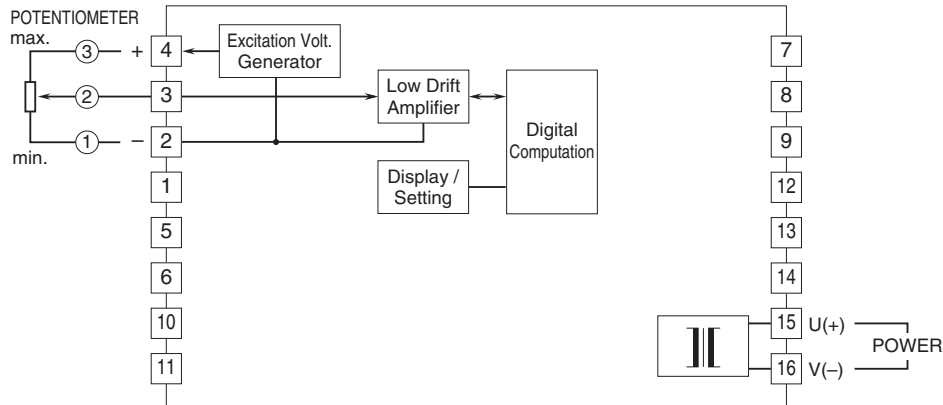 POTENTIOMETER
max.
3
+
4
Excitation Volt.
Generator
7
2
3
Low Drift
Amplifier
8
Digital
Computation
1
–
2
9
min.
1
Display /
Setting
12
5
13
6
14
10
15
U(+)
POWER
11
16
V(–)